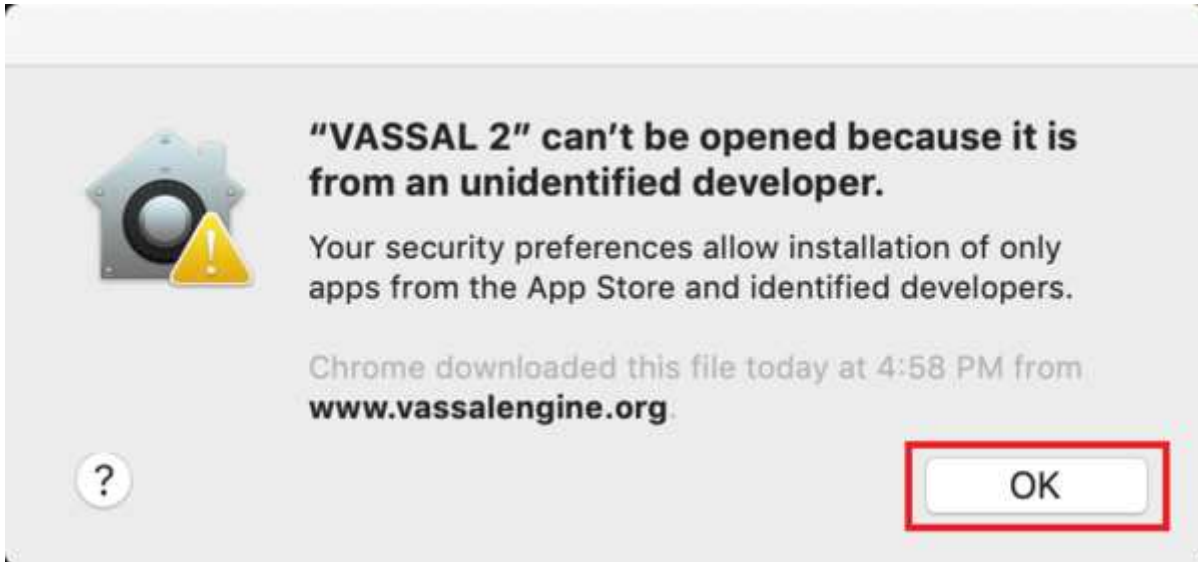 “VASSAL 2” can’t be opened because it is
from an unidentified developer.
Your security preferences allow installation of only
apps from the App Store and identified developers.
Chrome downloaded this file today at 4:58 PM from
www.vassalengine.org.
?
OK